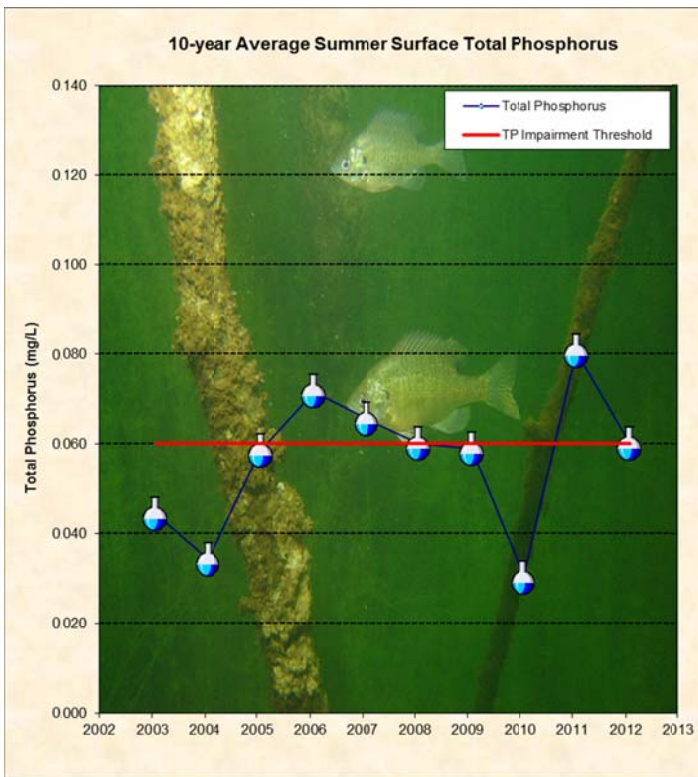 10-year Average Summer Surface Total Phosphorus
0.140
Total Phosphorus
TP Impairment Threshold
0.120
0.100
0.080
Total Phosphorus (mg/L)
0.060
0.040
0.020
0.000
2002 2003 2004 2005 2006 2007 2008 2009 2010 2011 2012 2013